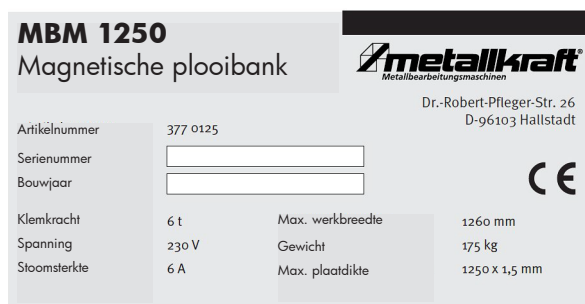 MBM 1250
Magnetische plooibank
metallkraft®
Metallbearbeitungsmaschinen
Dr.-Robert-Pfleger-Str. 26
D-96103 Hallstadt
Artikelnummer 377 0125
Serienummer
Bouwjaar
CE
Klemkracht 6 t Max. werkbreedte 1260 mm
Spanning 230 V Gewicht 175 kg
Stoomsterkte 6 A Max. plaatdikte 1250 x 1,5 mm